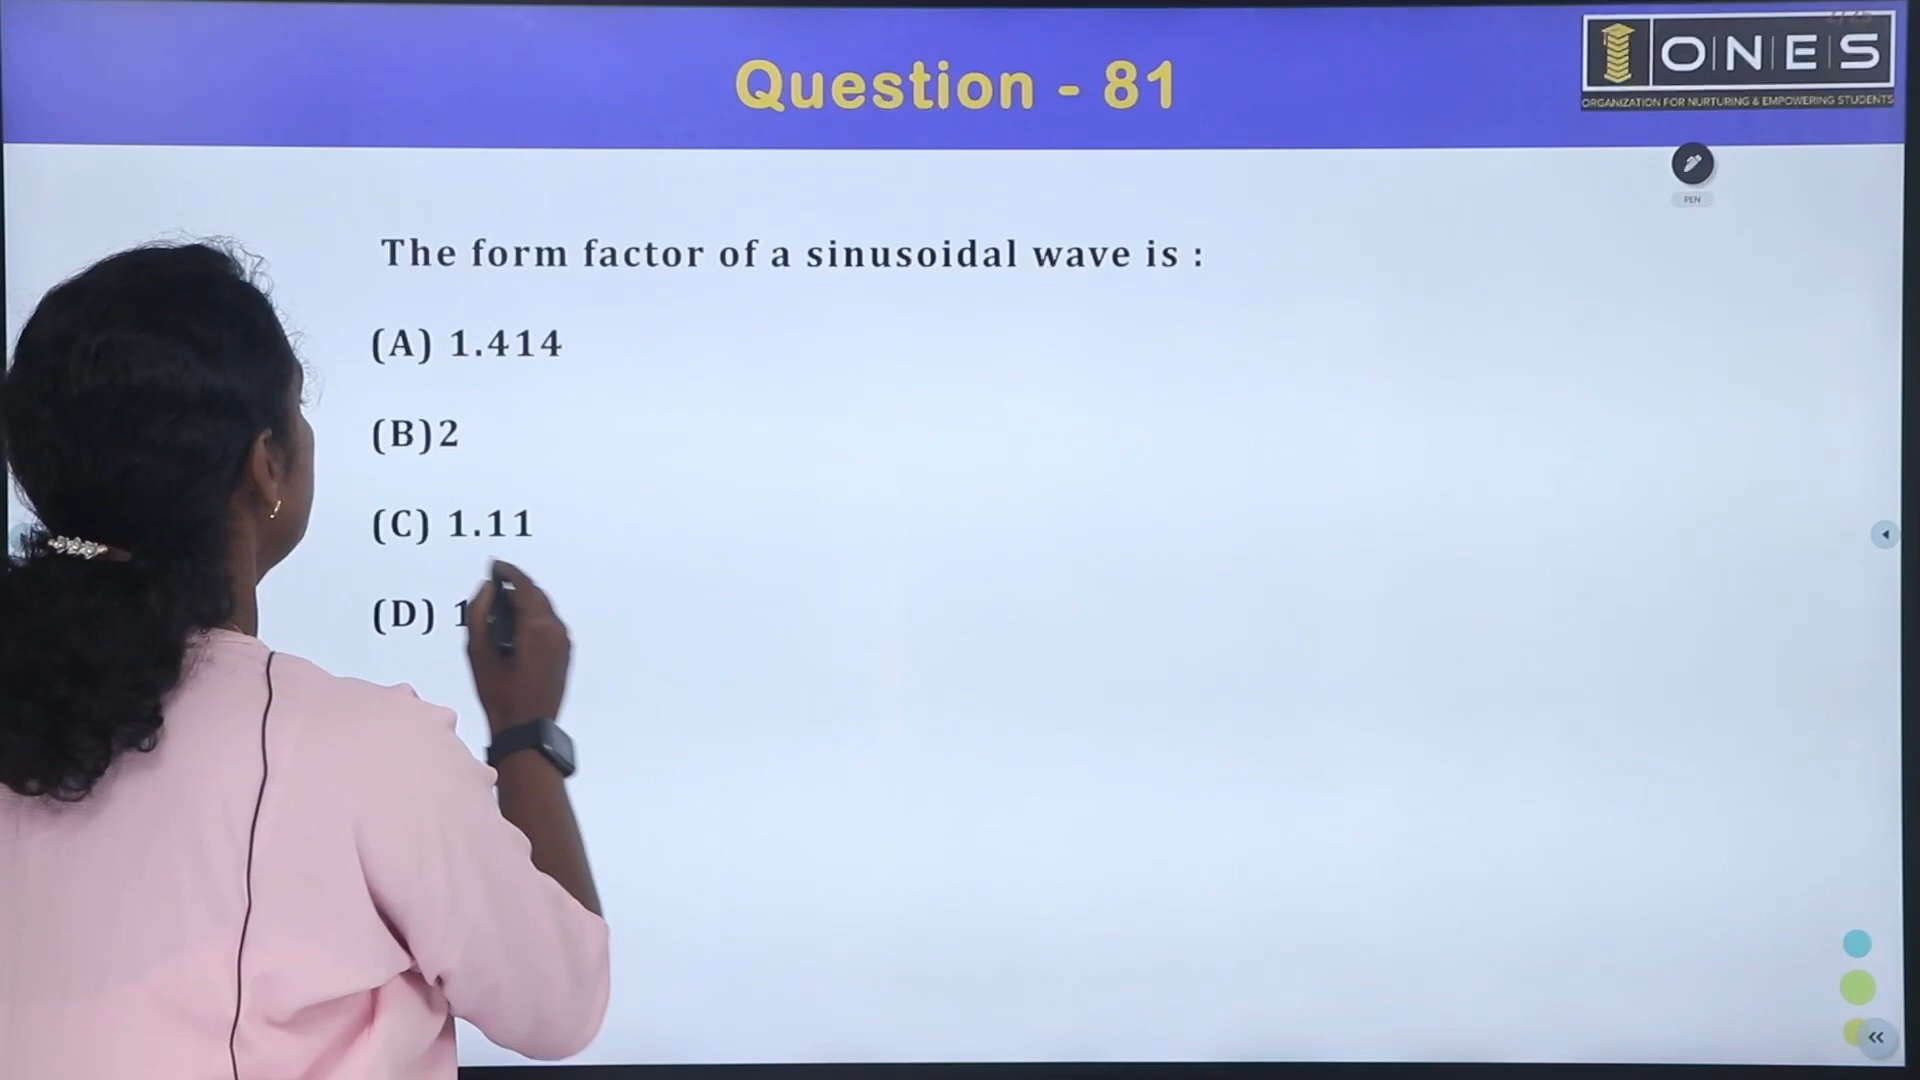 Question - 81
ONES
ORGANIZATION FOR NURTURING & EMPOWERING STUDENTS
PEN
The form factor of a sinusoidal wave is :
(A) 1.414
(B)2
(C) 1.11
(D) 1